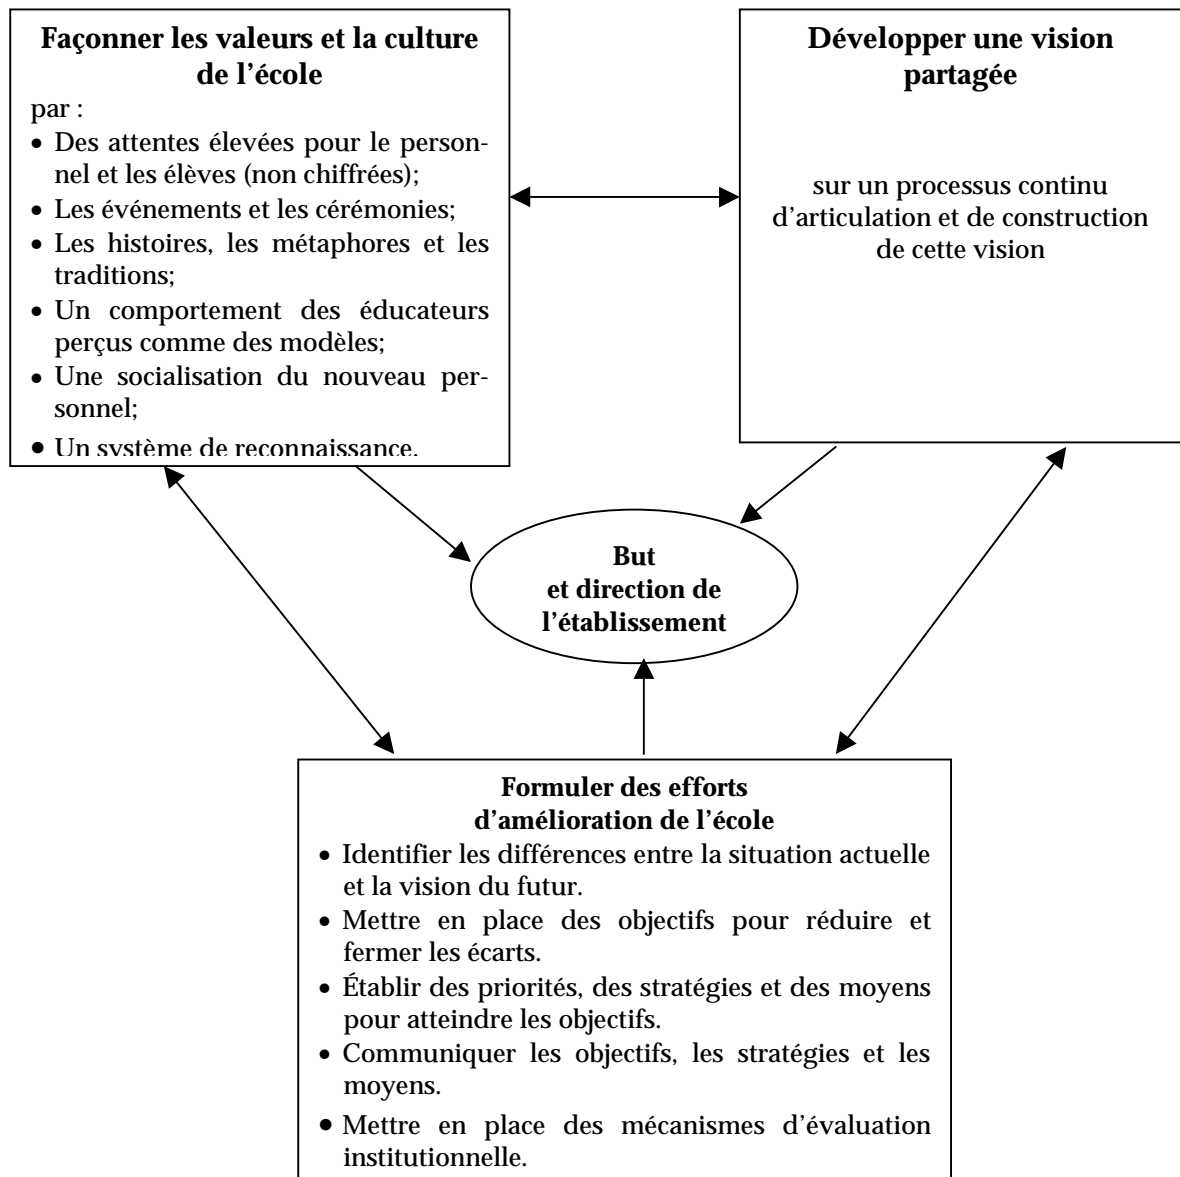 Façonner les valeurs et la culture
de l’école
par :
• Des attentes élevées pour le person-
nel et les élèves (non chiffrées);
• Les événements et les cérémonies;
• Les histoires, les métaphores et les
traditions;
• Un comportement des éducateurs
perçus comme des modèles;
• Une socialisation du nouveau per-
sonnel;
• Un système de reconnaissance.
Développer une vision
partagée
sur un processus continu
d’articulation et de construction
de cette vision
But
et direction de
l’établissement
Formuler des efforts
d’amélioration de l’école
• Identifier les différences entre la situation actuelle
et la vision du futur.
• Mettre en place des objectifs pour réduire et
fermer les écarts.
• Établir des priorités, des stratégies et des moyens
pour atteindre les objectifs.
• Communiquer les objectifs, les stratégies et les
moyens.
• Mettre en place des mécanismes d’évaluation
institutionnelle.